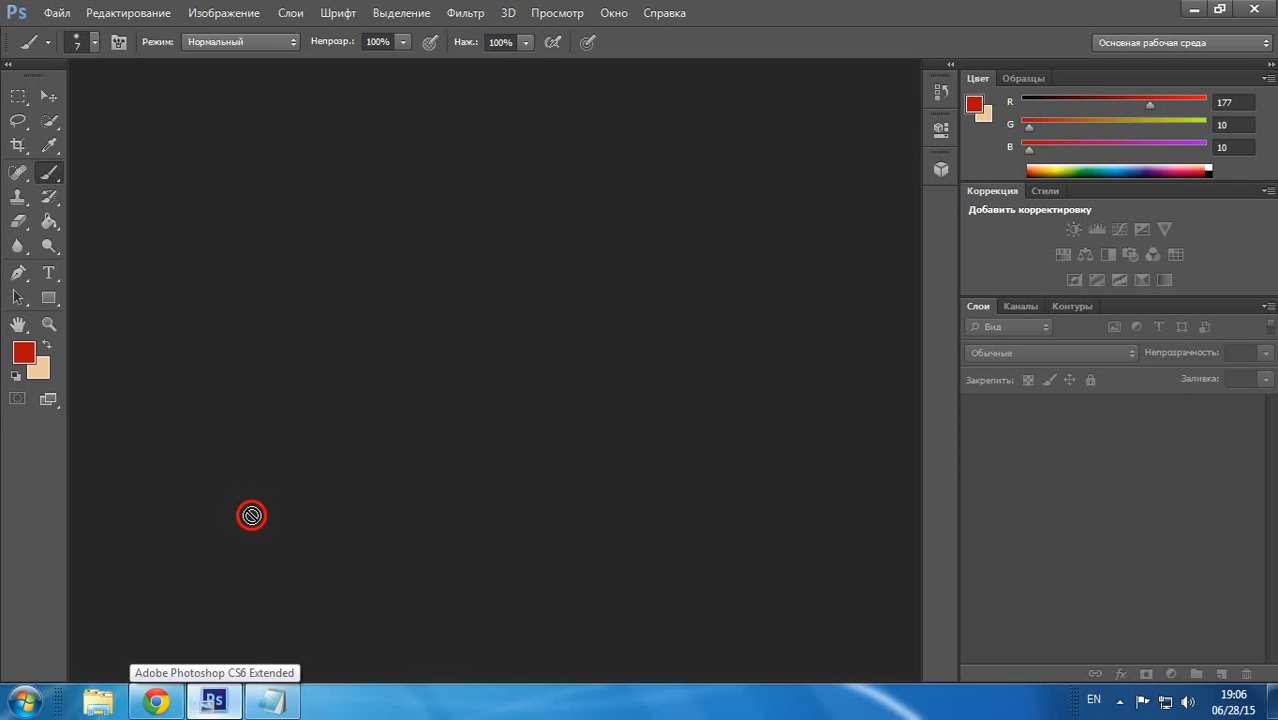 Ps Файл Редактирование Изображение Слои Шрифт Выделение Фильтр 3D Просмотр Окно Справка
7 Режим: Нормальный Непрозр.: 100% Наж.: 100% Основная рабочая среда
Цвет Образцы
R 177
G 10
B 10
Коррекция Стили
Добавить корректировку
T
Слои Каналы Контуры
Вид T
Обычные Непрозрачность:
Закрепить: Заливка:
fx
Adobe Photoshop CS6 Extended
Ps EN 19:06
06/28/15